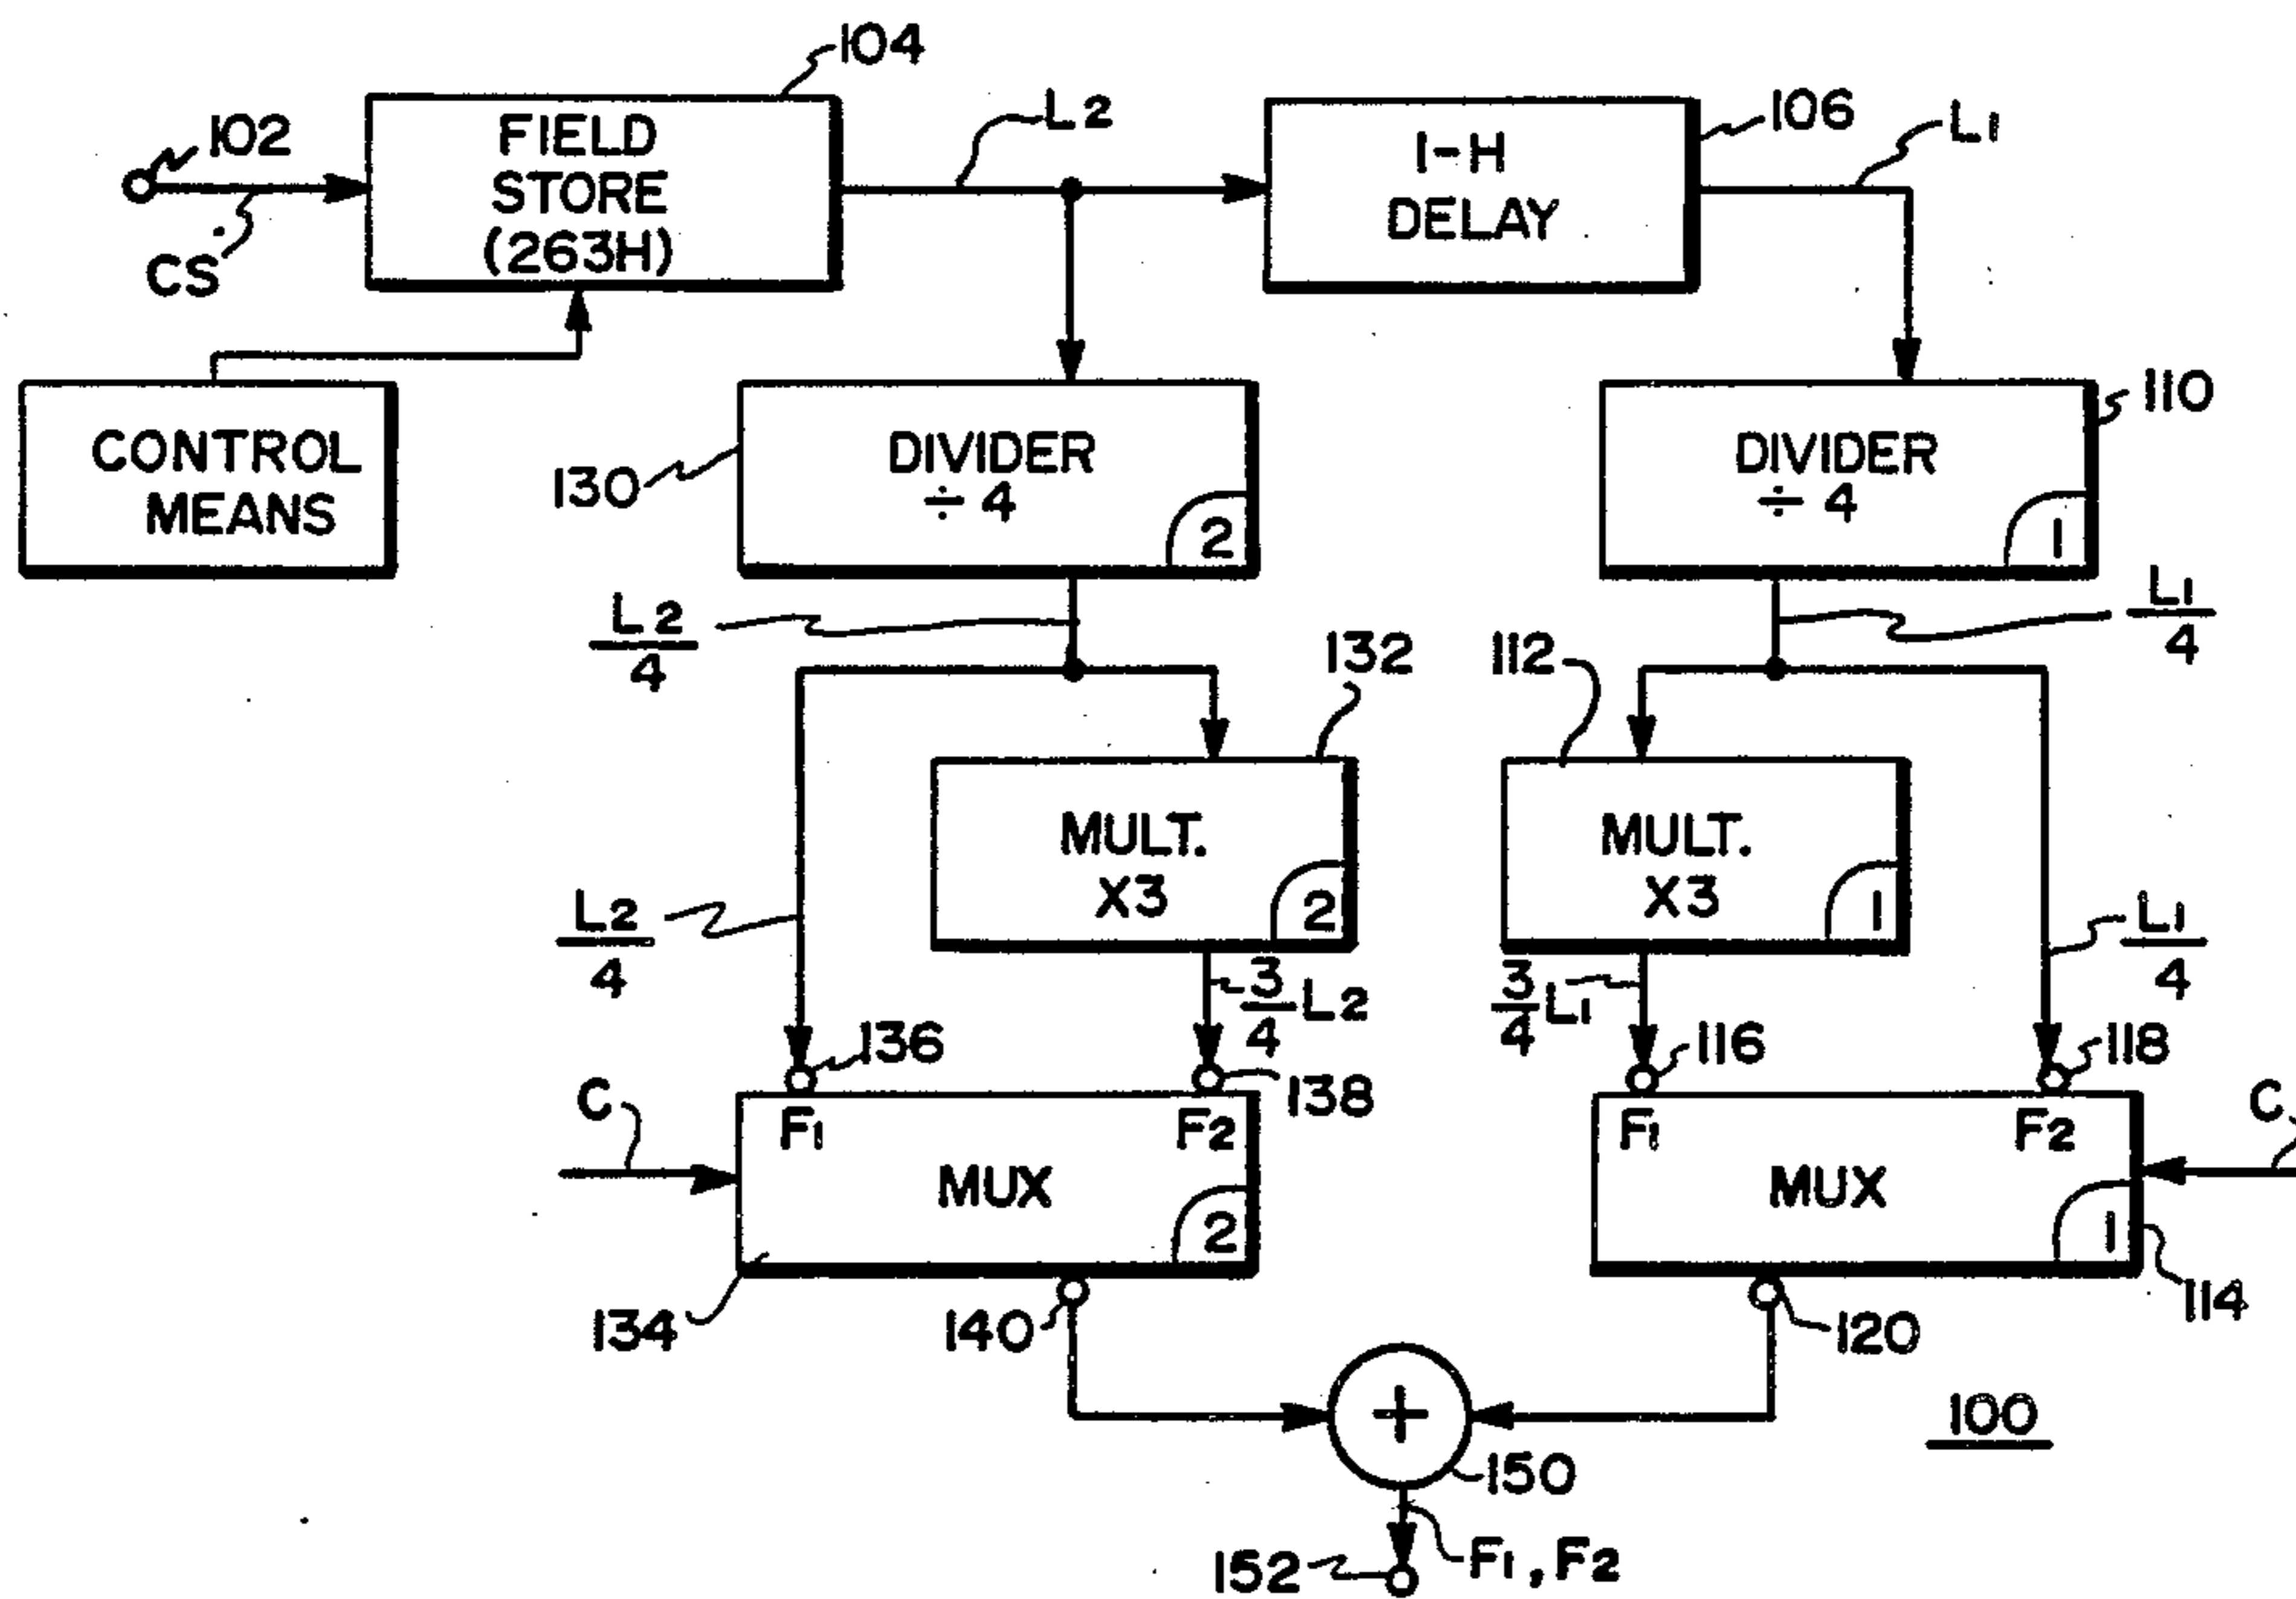 104
102
FIELD
STORE
(263H)
L2
1-H
DELAY
106
L1
CS
CONTROL
MEANS
130
DIVIDER
÷ 4
2
DIVIDER
÷ 4
1
110
L2
4
L1
4
132
112
MULT.
X3
2
MULT.
X3
1
L2
4
3
4
L2
3
4
L1
L1
4
136
138
116
118
C
F1
F2
MUX
2
F1
F2
MUX
1
C
134
140
120
114
+
150
100
152
F1, F2